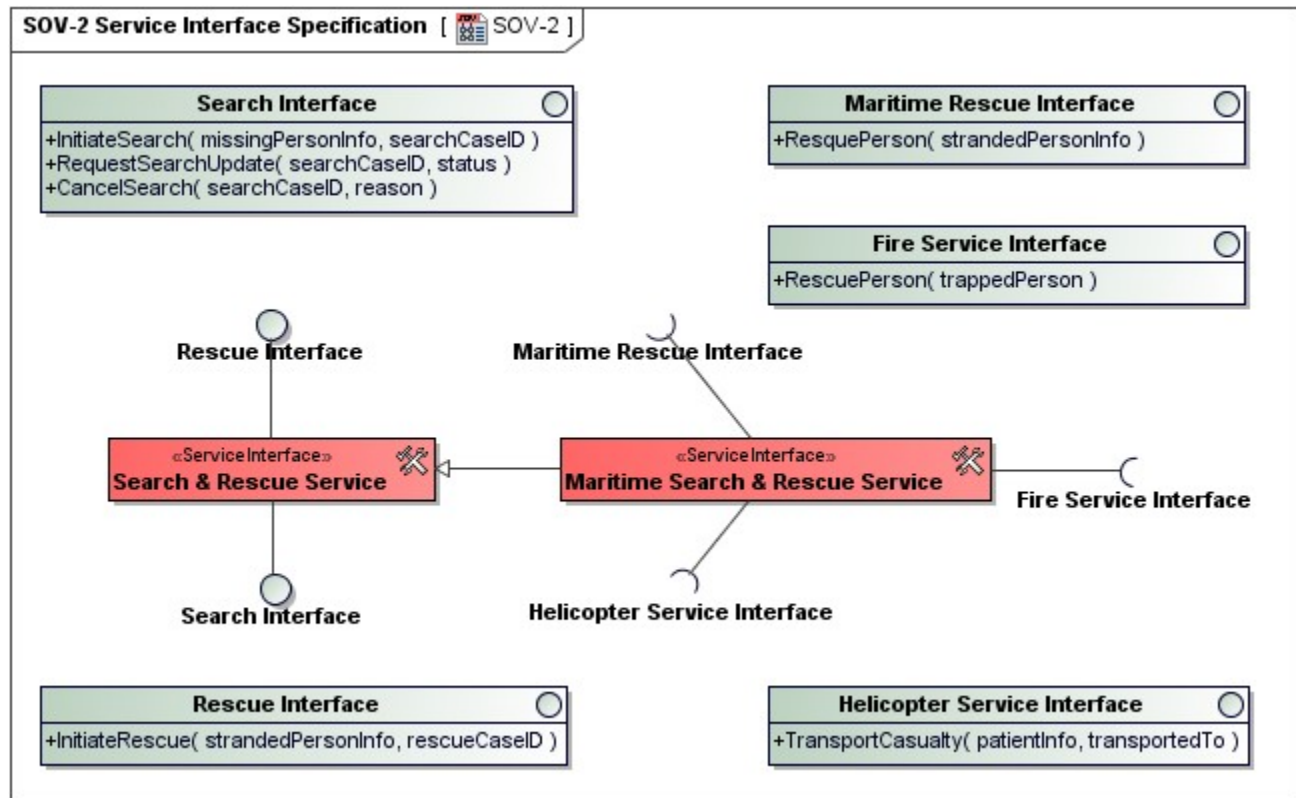 SOV-2 Service Interface Specification [ SOV-2 ]
Search Interface
+InitiateSearch( missingPersonInfo, searchCaseID )
+RequestSearchUpdate( searchCaseID, status )
+CancelSearch( searchCaseID, reason )
Maritime Rescue Interface
+ResquePerson( strandedPersonInfo )
Fire Service Interface
+RescuePerson( trappedPerson )
Rescue Interface
Maritime Rescue Interface
«ServiceInterface»
Search & Rescue Service
«ServiceInterface»
Maritime Search & Rescue Service
Fire Service Interface
Search Interface
Helicopter Service Interface
Rescue Interface
+InitiateRescue( strandedPersonInfo, rescueCaseID )
Helicopter Service Interface
+TransportCasualty( patientInfo, transportedTo )